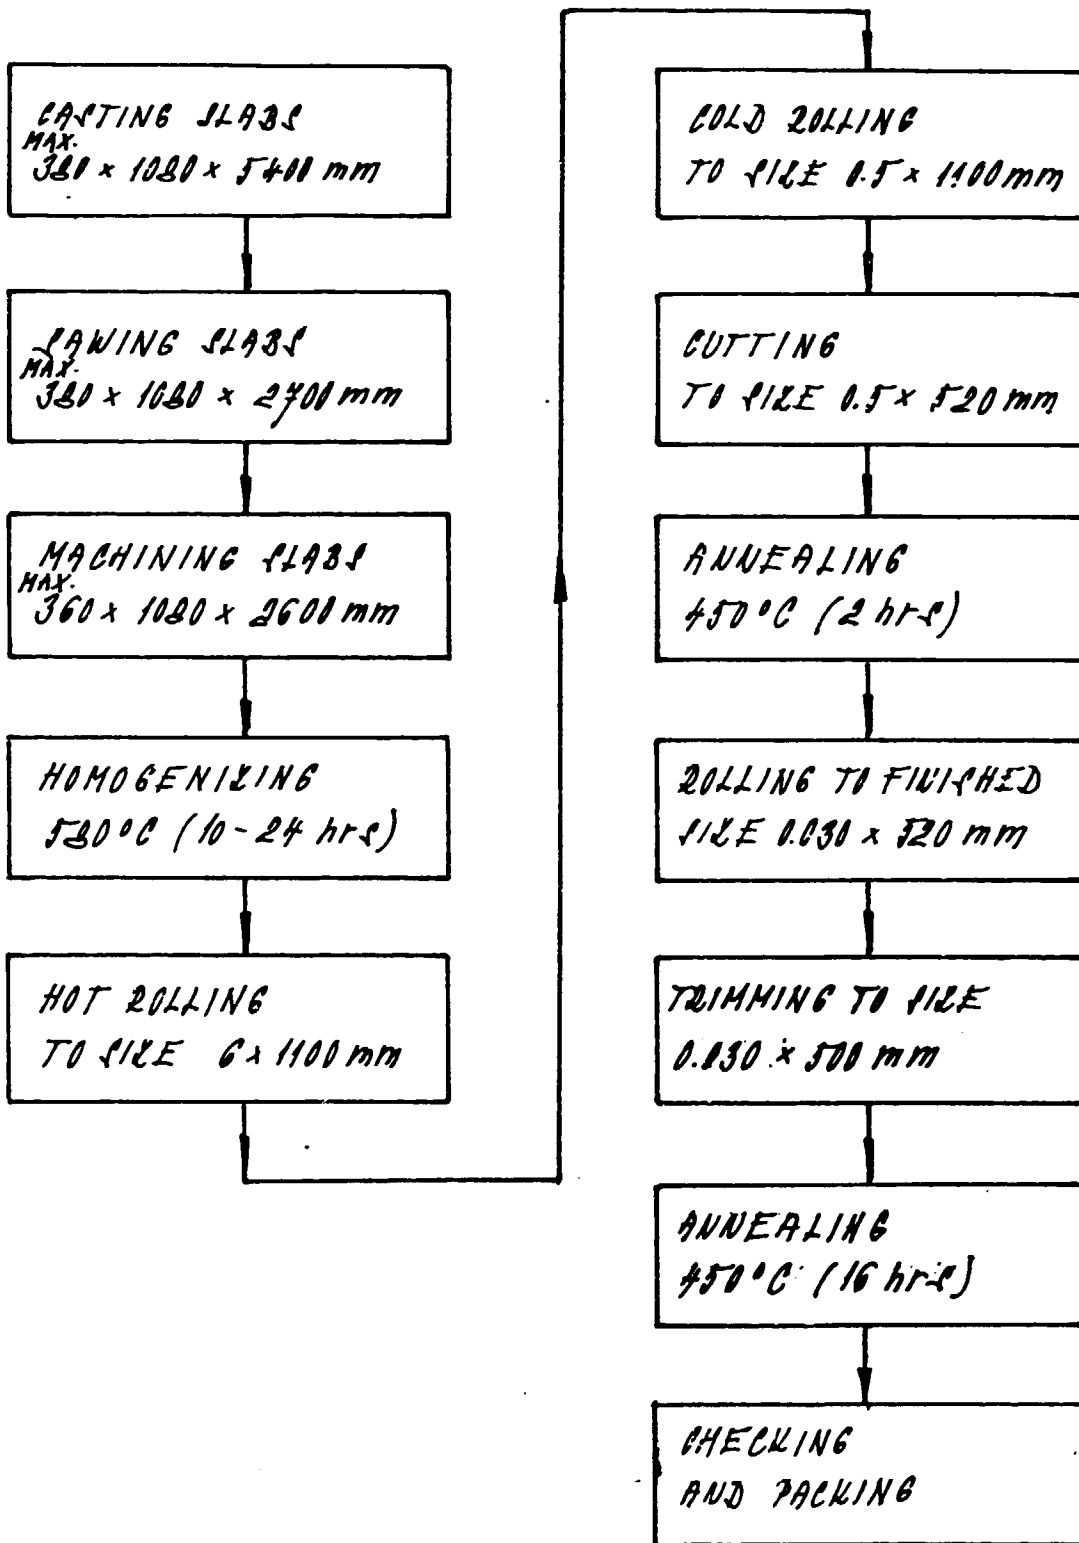 CASTING SLABS
MAX.
380 x 1080 x 5400 mm
SAWING SLABS
MAX.
380 x 1080 x 2700 mm
MACHINING SLABS
MAX.
360 x 1080 x 2600 mm
HOMOGENIZING
580°C (10-24 hrs)
HOT ROLLING
TO SIZE 6 x 1100 mm
COLD ROLLING
TO SIZE 0.5 x 1100 mm
CUTTING
TO SIZE 0.5 x 520 mm
ANNEALING
450°C (2 hrs)
ROLLING TO FINISHED
SIZE 0.030 x 520 mm
TRIMMING TO SIZE
0.030 x 500 mm
ANNEALING
450°C (16 hrs)
CHECKING
AND PACKING